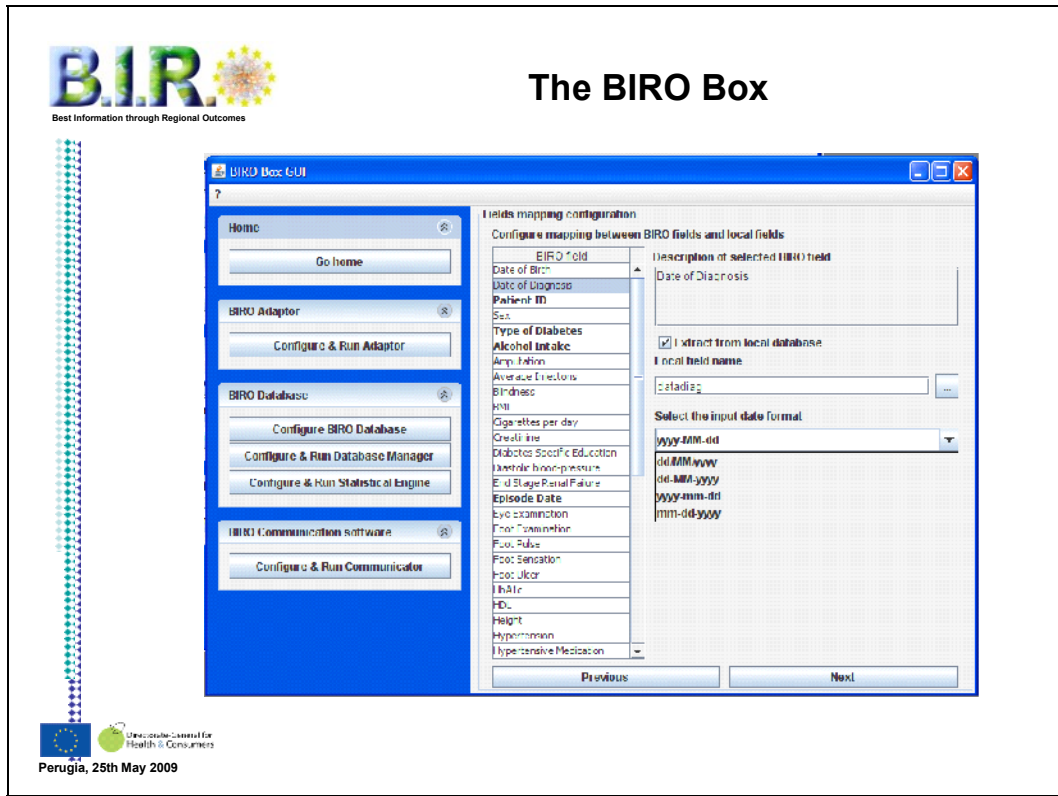 B.I.R.
Best Information through Regional Outcomes
The BIRO Box
BIRO Box GUI
?
Home
Go home
BIRO Adaptor
Configure & Run Adaptor
BIRO Database
Configure BIRO Database
Configure & Run Database Manager
Configure & Run Statistical Engine
BIRO Communication software
Configure & Run Communicator
Fields mapping configuration
Configure mapping between BIRO fields and local fields
BIRO field
Date of Birth
Date of Diagnosis
Patient ID
Sex
Type of Diabetes
Alcohol Intake
Amputation
Average Injections
Blindness
BMI
Cigarettes per day
Creatinine
Diabetes Specific Education
Diastolic blood-pressure
End Stage Renal Failure
Episode Date
Eye Examination
Foot Examination
Foot Pulse
Foot Sensation
Foot Ulcer
HbA1c
HDL
Height
Hypertension
Hypertensive Medication
Description of selected BIRO field
Date of Diagnosis
Extract from local database
Local field name
datadiag
...
Select the input date format
yyyy-MM-dd
dd/MM/yyyy
dd-MM-yyyy
yyyy-mm-dd
mm-dd-yyyy
Previous
Next
Directorate-General for
Health & Consumers
Perugia, 25th May 2009